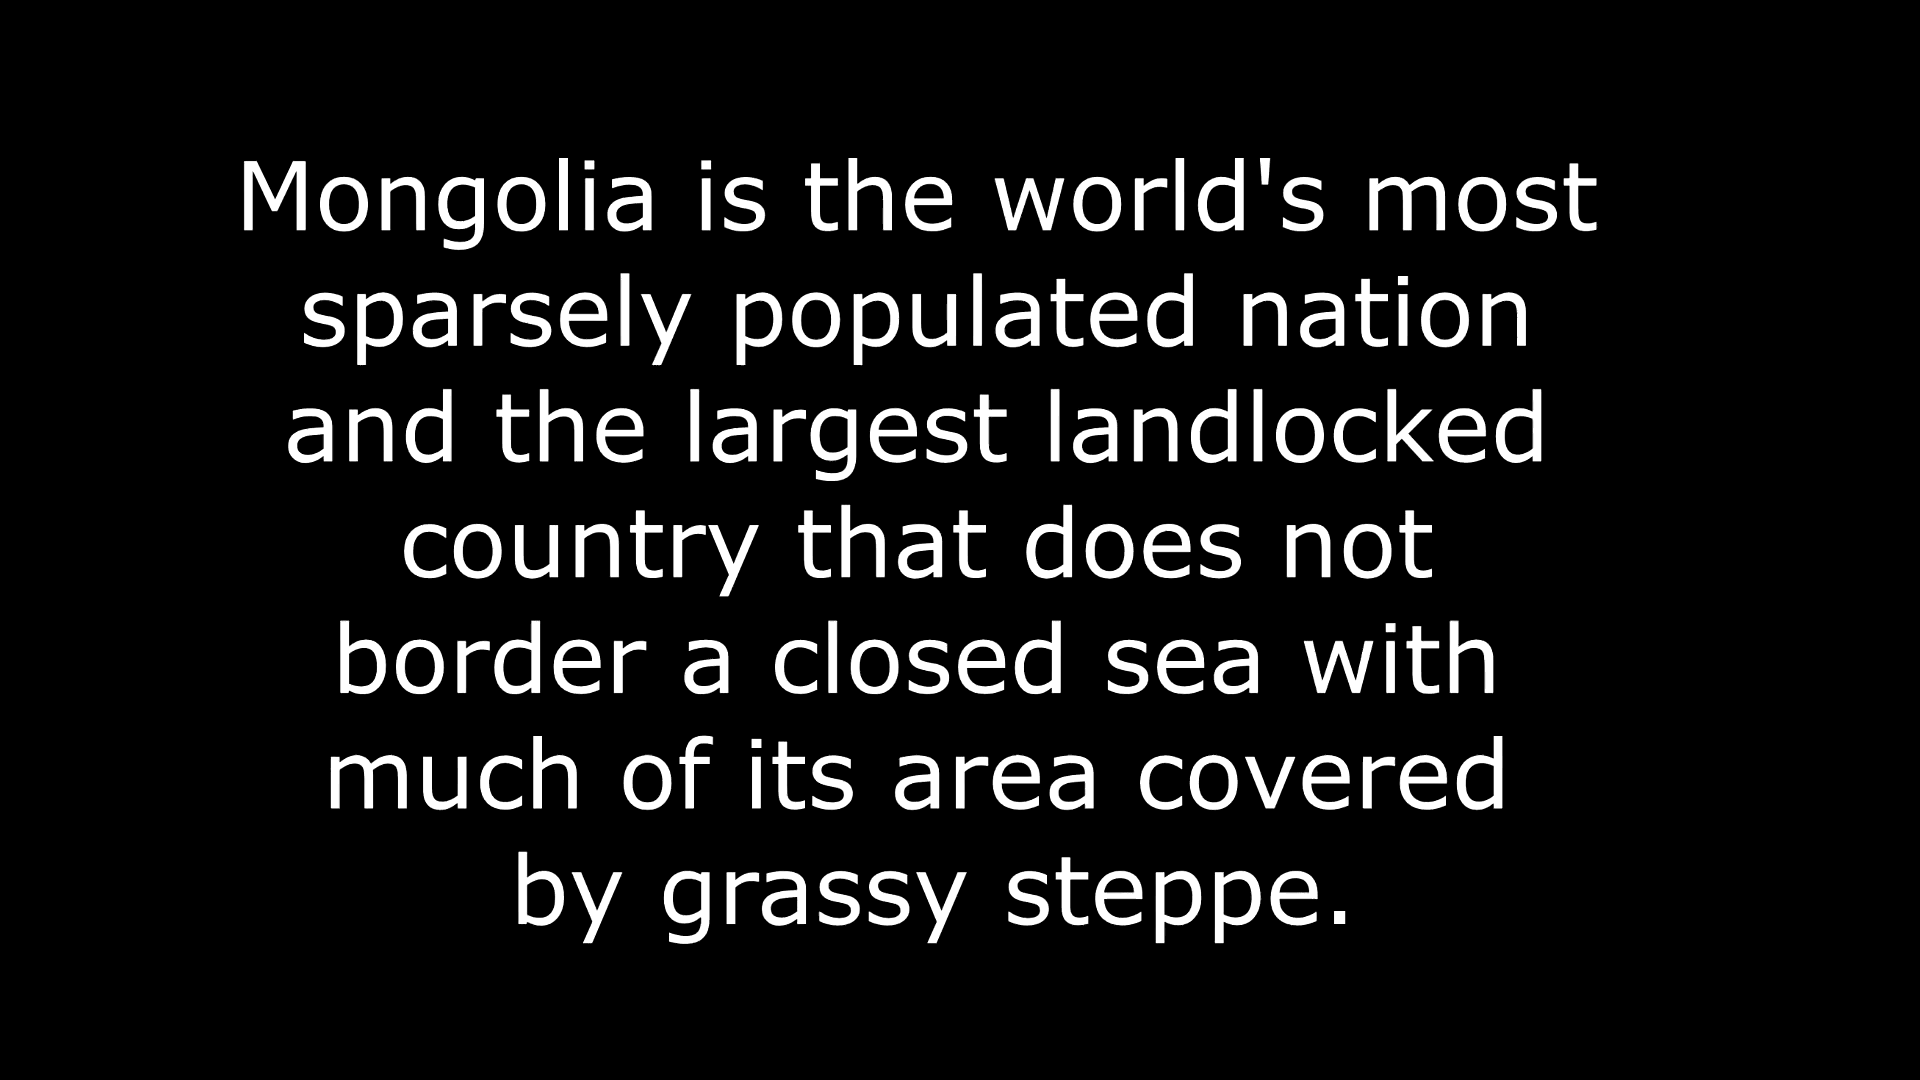 Mongolia is the world's most
sparsely populated nation
and the largest landlocked
country that does not
border a closed sea with
much of its area covered
by grassy steppe.